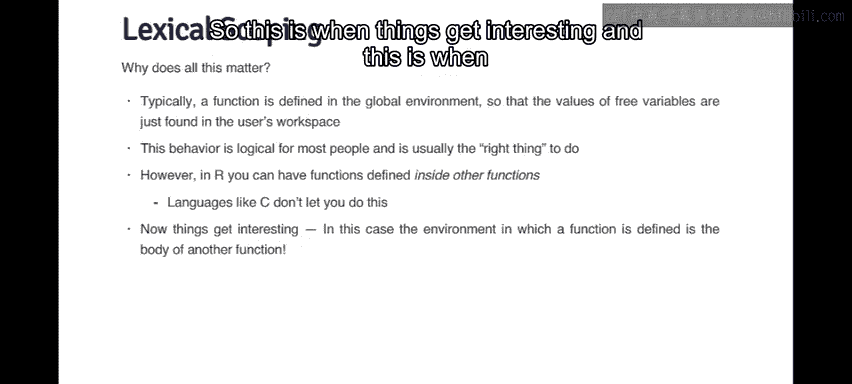 Lexical Scoping
So this is when things get interesting and
this is when
Why does all this matter?
· Typically, a function is defined in the global environment, so that the values of free variables are
just found in the user's workspace
· This behavior is logical for most people and is usually the "right thing" to do
· However, in R you can have functions defined inside other functions
- Languages like C don't let you do this
· Now things get interesting — In this case the environment in which a function is defined is the
body of another function!